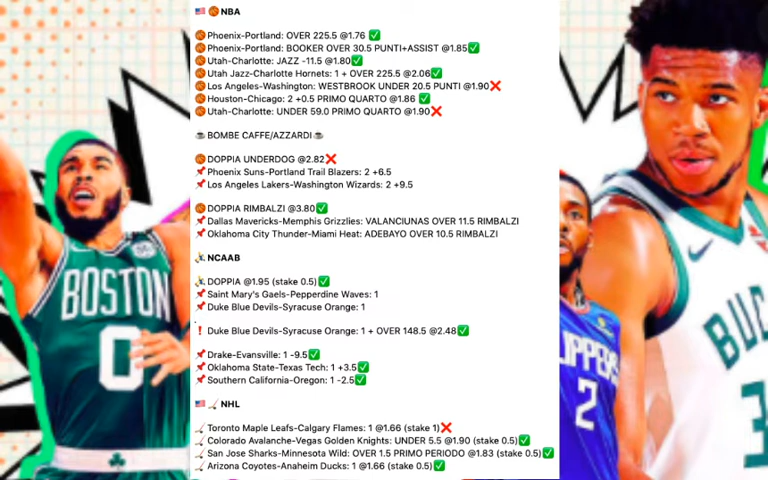 🇺🇸🏀NBA
🏀Phoenix-Portland: OVER 225.5 @1.76 ✅
🏀Phoenix-Portland: BOOKER OVER 30.5 PUNTI+ASSIST @1.85✅
🏀Utah-Charlotte: JAZZ -11.5 @1.80✅
🏀Utah Jazz-Charlotte Hornets: 1 + OVER 225.5 @2.06✅
🏀Los Angeles-Washington: WESTBROOK UNDER 20.5 PUNTI @1.90❌
🏀Houston-Chicago: 2 +0.5 PRIMO QUARTO @1.86 ✅
🏀Utah-Charlotte: UNDER 59.0 PRIMO QUARTO @1.90❌
☕BOMBE CAFFE/AZZARDI☕
🏀DOPPIA UNDERDOG @2.82❌
📌Phoenix Suns-Portland Trail Blazers: 2 +6.5
📌Los Angeles Lakers-Washington Wizards: 2 +9.5
🏀DOPPIA RIMBALZI @3.80✅
📌Dallas Mavericks-Memphis Grizzlies: VALANCIUNAS OVER 11.5 RIMBALZI
📌Oklahoma City Thunder-Miami Heat: ADEBAYO OVER 10.5 RIMBALZI
⛹️NCAAB
⛹️DOPPIA @1.95 (stake 0.5)✅
📌Saint Mary's Gaels-Pepperdine Waves: 1
📌Duke Blue Devils-Syracuse Orange: 1
❗Duke Blue Devils-Syracuse Orange: 1 + OVER 148.5 @2.48✅
📌Drake-Evansville: 1 -9.5✅
📌Oklahoma State-Texas Tech: 1 +3.5✅
📌Southern California-Oregon: 1 -2.5✅
🇺🇸🏒NHL
🏒Toronto Maple Leafs-Calgary Flames: 1 @1.66 (stake 1)❌
🏒Colorado Avalanche-Vegas Golden Knights: UNDER 5.5 @1.90 (stake 0.5)✅
🏒San Jose Sharks-Minnesota Wild: OVER 1.5 PRIMO PERIODO @1.83 (stake 0.5)✅
🏒Arizona Coyotes-Anaheim Ducks: 1 @1.66 (stake 0.5)✅
BOSTON
0
IPPERS
2
BUC
3